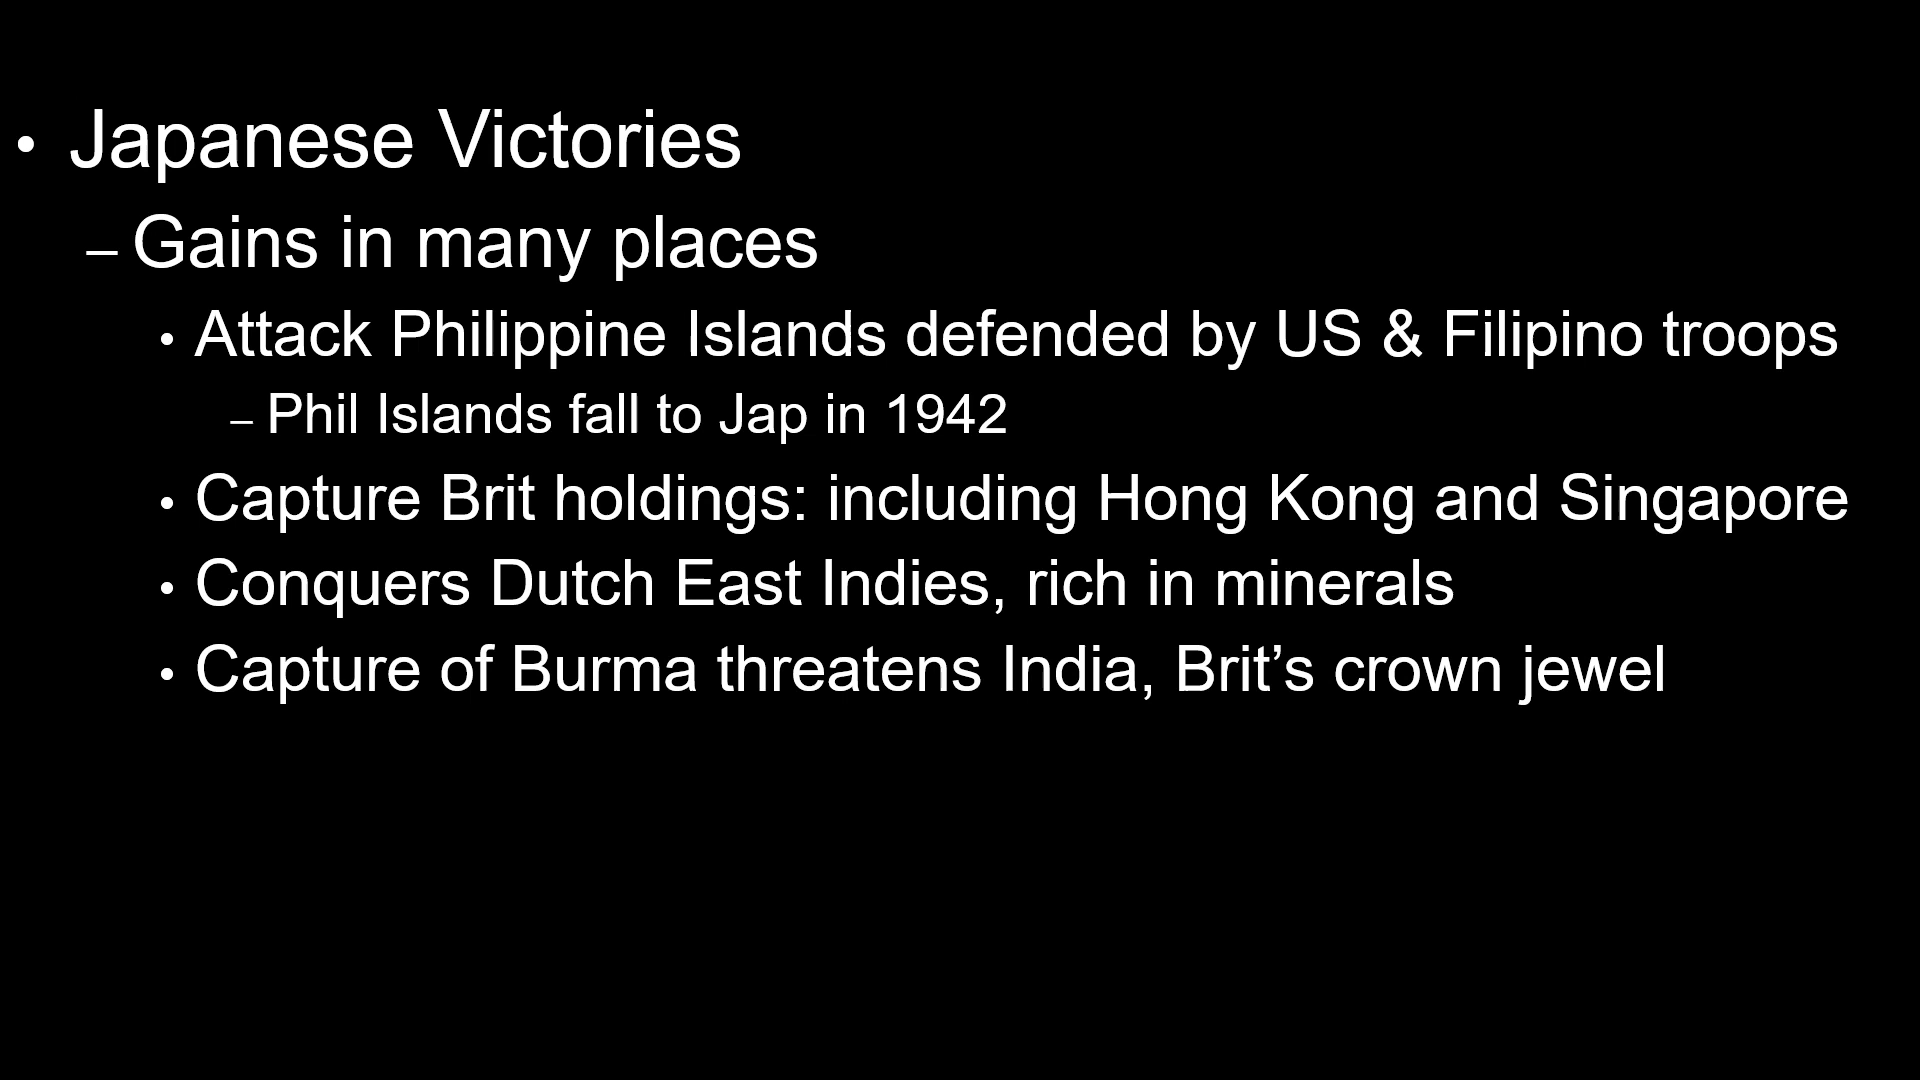 • Japanese Victories
– Gains in many places
• Attack Philippine Islands defended by US & Filipino troops
– Phil Islands fall to Jap in 1942
• Capture Brit holdings: including Hong Kong and Singapore
• Conquers Dutch East Indies, rich in minerals
• Capture of Burma threatens India, Brit’s crown jewel